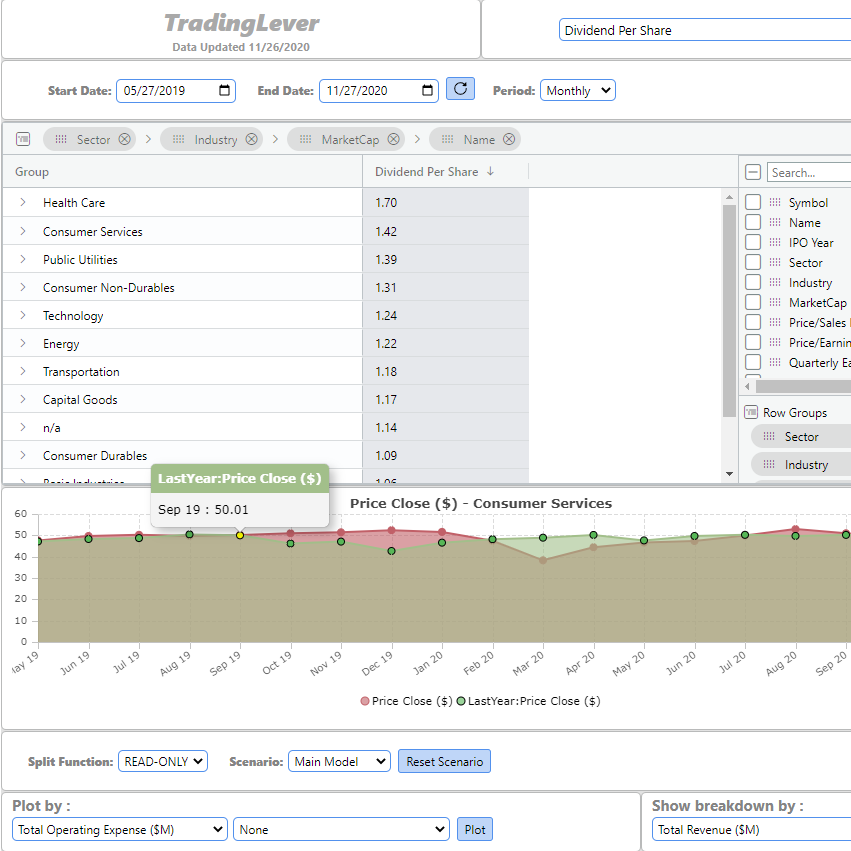 TradingLever
Data Updated 11/26/2020
Dividend Per Share
Start Date: 05/27/2019 End Date: 11/27/2020 Period: Monthly
Sector Industry MarketCap Name
Group Dividend Per Share
Search...
Health Care 1.70
Consumer Services 1.42
Public Utilities 1.39
Consumer Non-Durables 1.31
Technology 1.24
Energy 1.22
Transportation 1.18
Capital Goods 1.17
n/a 1.14
Consumer Durables 1.09
Basic Industries 1.06
Symbol
Name
IPO Year
Sector
Industry
MarketCap
Price/Sales
Price/Earnin
Quarterly Ea
Row Groups
Sector
Industry
LastYear:Price Close ($)
Sep 19 : 50.01
Price Close ($) - Consumer Services
60
50
40
30
20
10
0
May 19 Jun 19 Jul 19 Aug 19 Sep 19 Oct 19 Nov 19 Dec 19 Jan 20 Feb 20 Mar 20 Apr 20 May 20 Jun 20 Jul 20 Aug 20 Sep 20
Price Close ($) LastYear:Price Close ($)
Split Function: READ-ONLY Scenario: Main Model Reset Scenario
Plot by :
Total Operating Expense ($M) None Plot
Show breakdown by :
Total Revenue ($M)